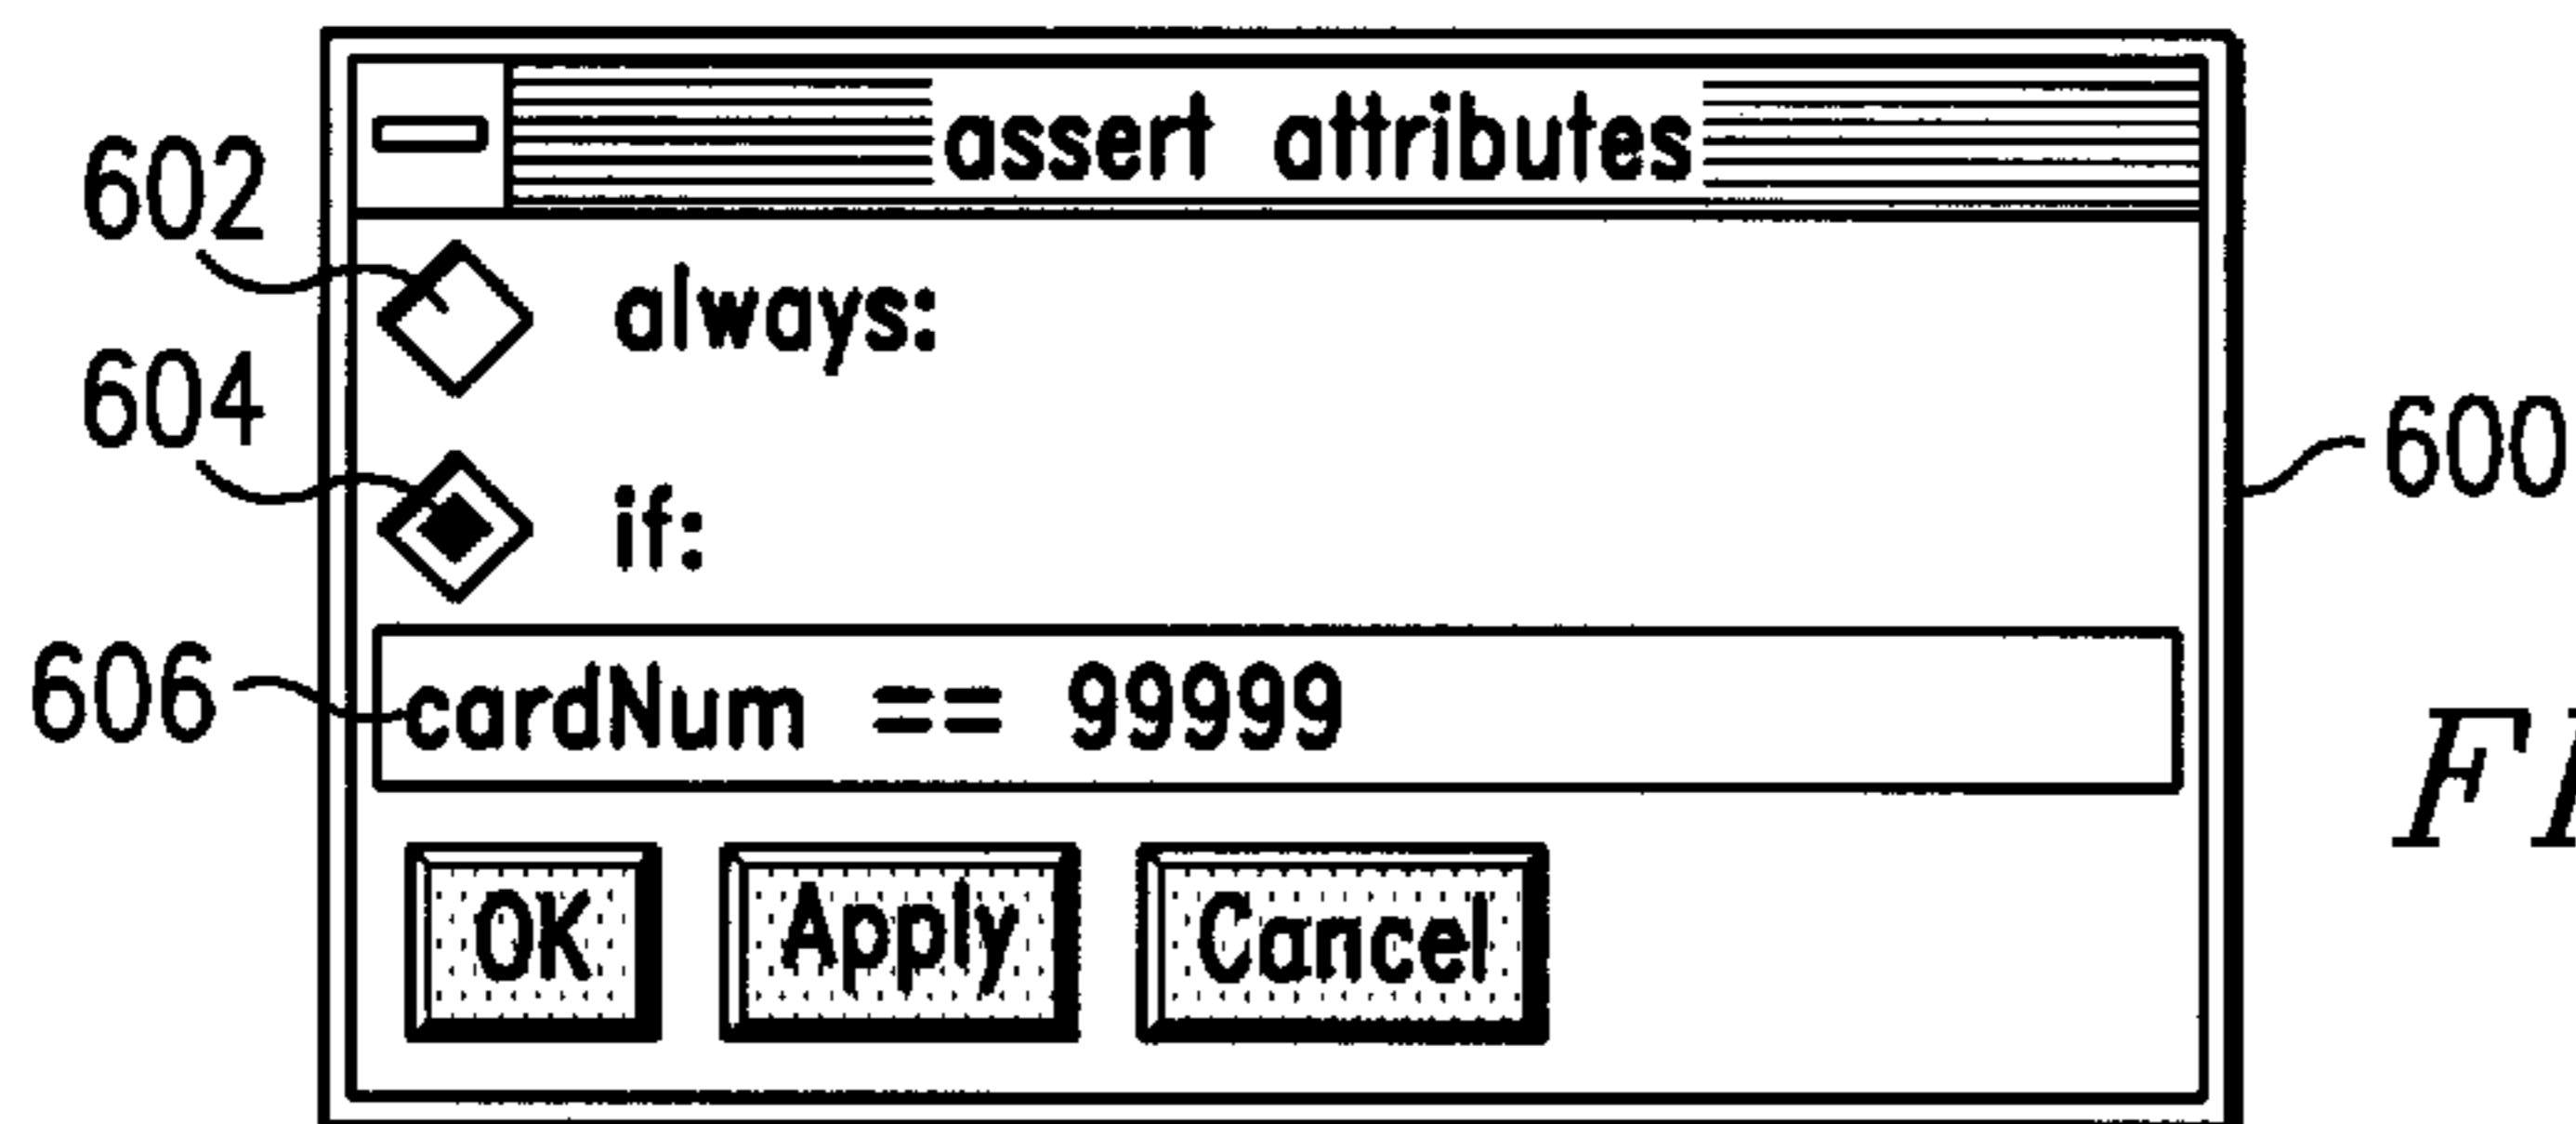 assert attributes
602
always:
604
if:
600
606
cardNum == 99999
OK Apply Cancel